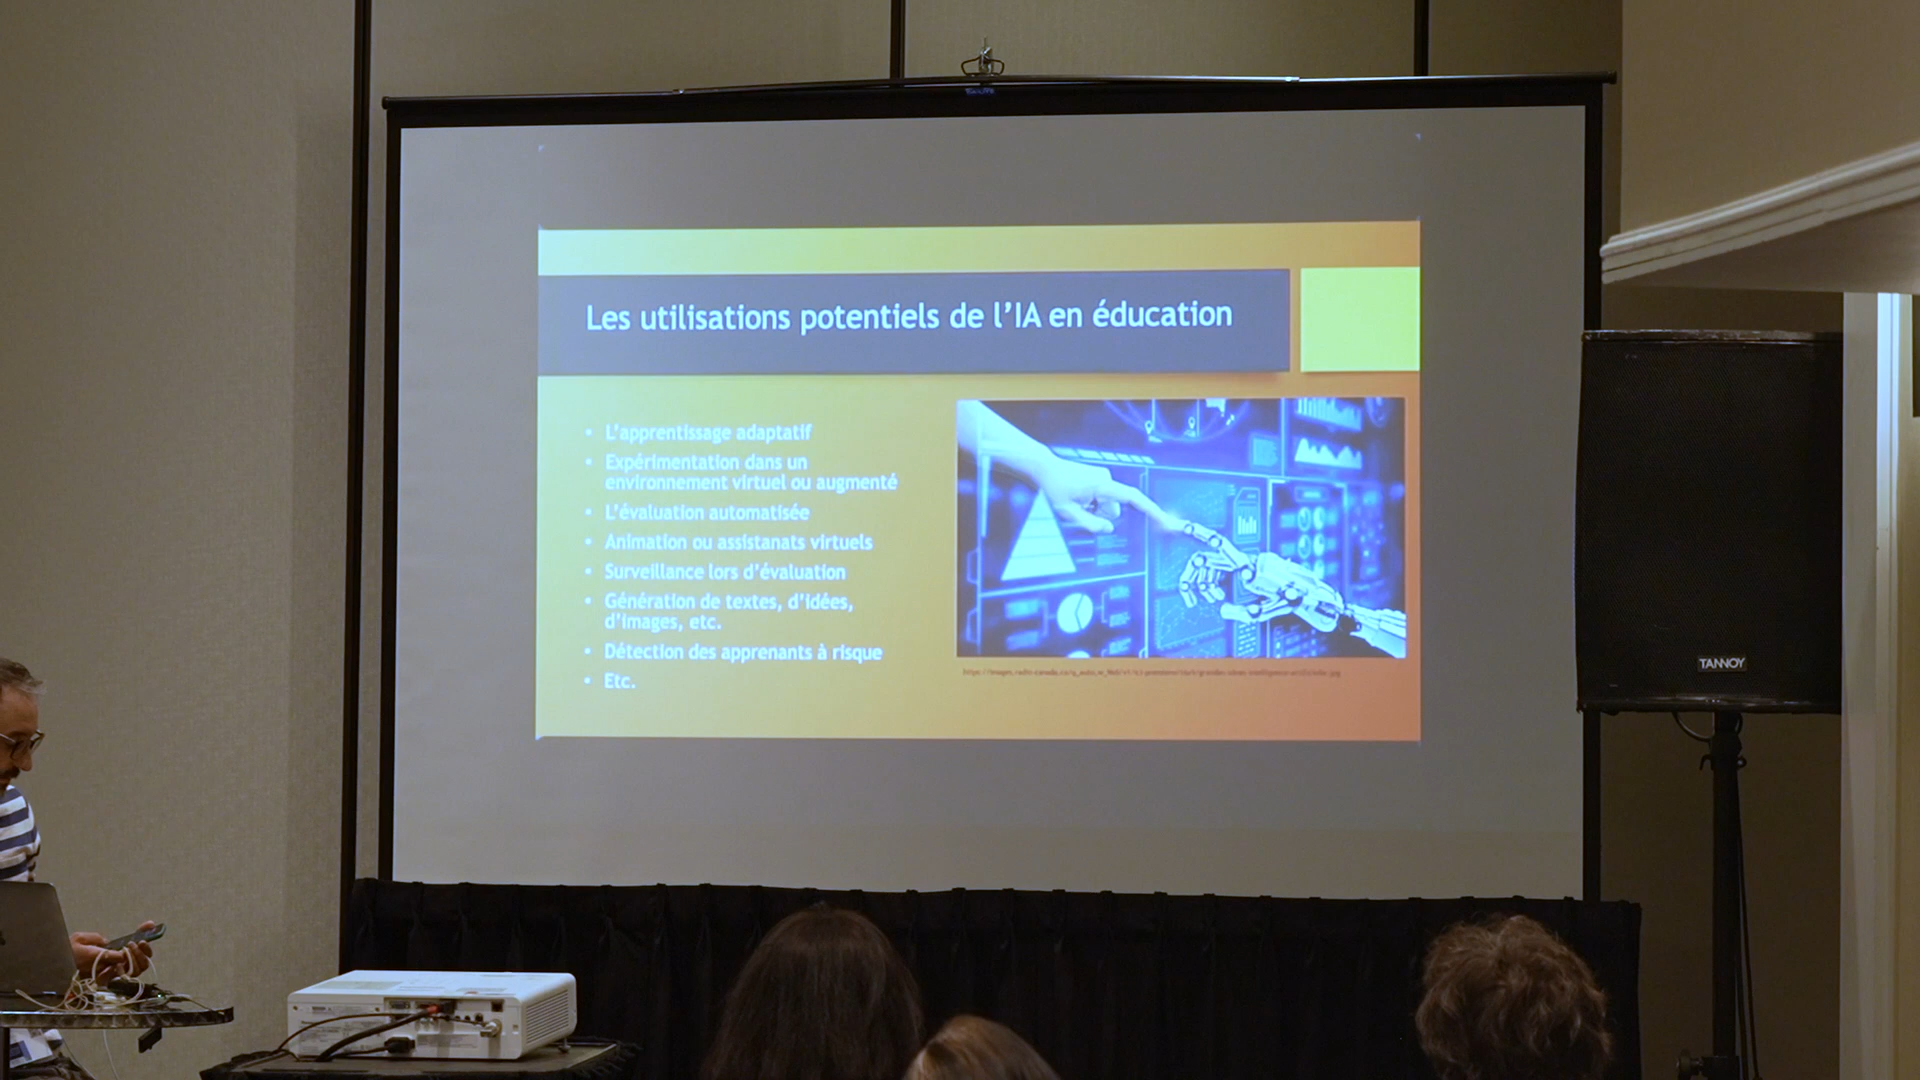 Les utilisations potentiels de l'IA en éducation
• L'apprentissage adaptatif
• Expérimentation dans un
environnement virtuel ou augmenté
• L'évaluation automatisée
• Animation ou assistanats virtuels
• Surveillance lors d'évaluation
• Génération de textes, d'idées,
d'images, etc.
• Détection des apprenants à risque
• Etc.
TANNOY